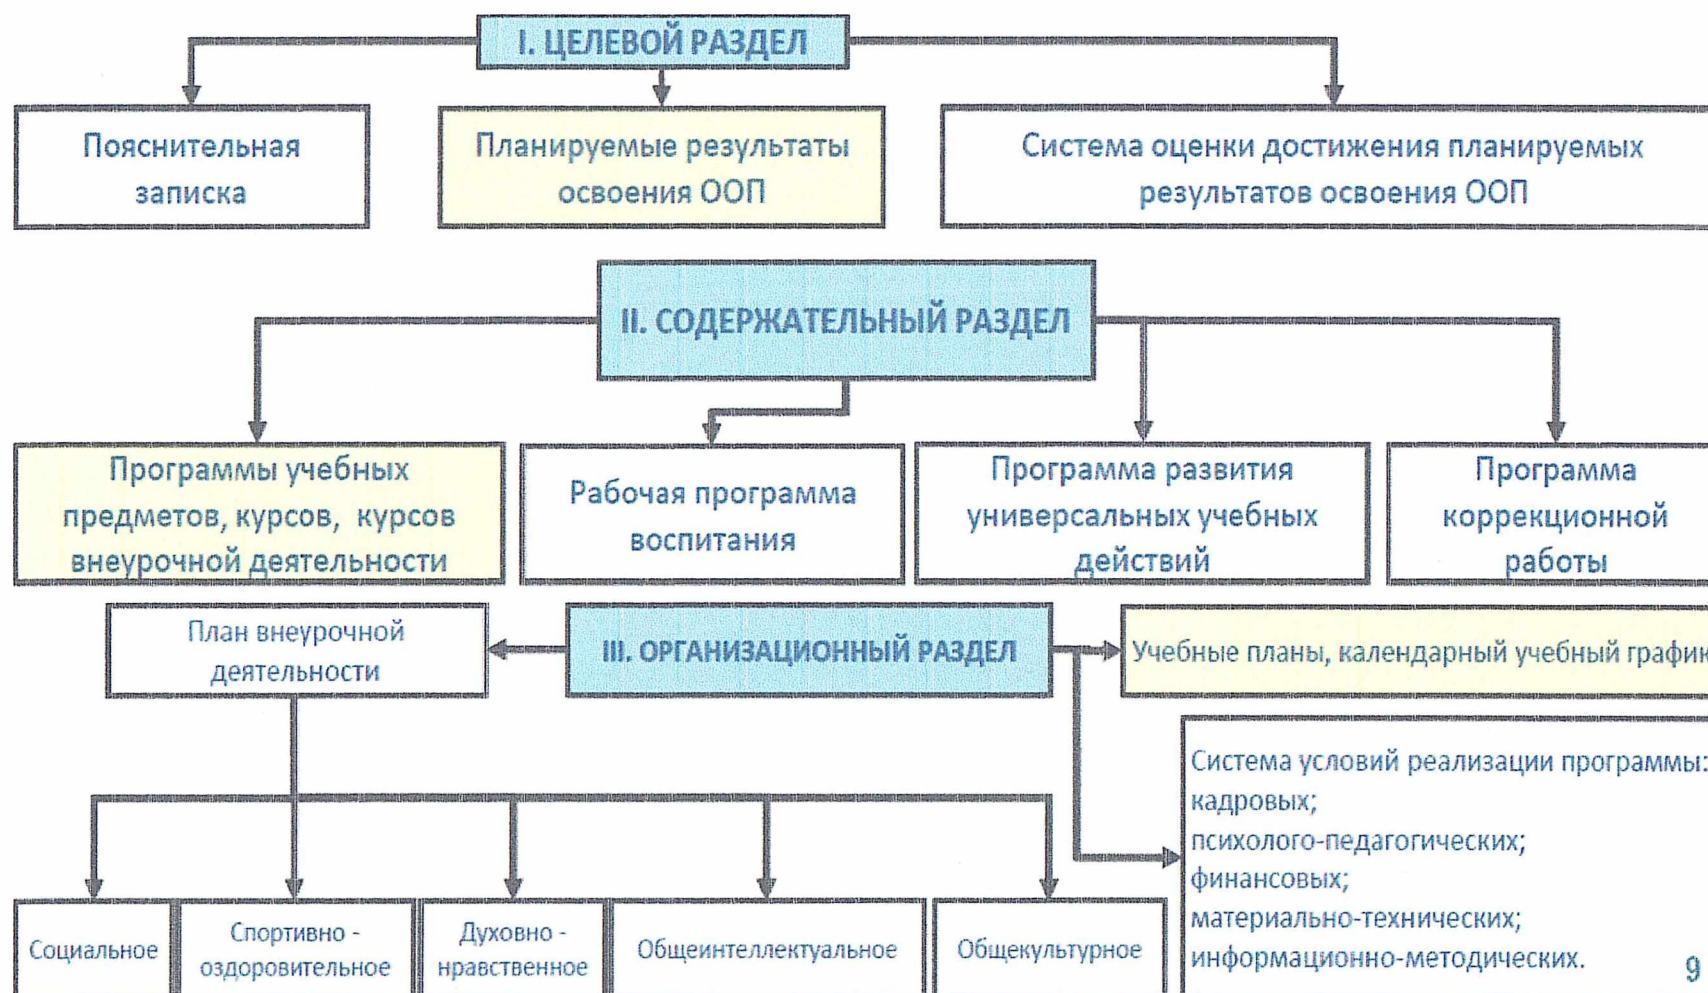 I. ЦЕЛЕВОЙ РАЗДЕЛ
Пояснительная
записка
Планируемые результаты
освоения ООП
Система оценки достижения планируемых
результатов освоения ООП
II. СОДЕРЖАТЕЛЬНЫЙ РАЗДЕЛ
Программы учебных
предметов, курсов, курсов
внеурочной деятельности
Рабочая программа
воспитания
Программа развития
универсальных учебных
действий
Программа
коррекционной
работы
План внеурочной
деятельности
III. ОРГАНИЗАЦИОННЫЙ РАЗДЕЛ
Учебные планы, календарный учебный график
Система условий реализации программы:
кадровых;
психолого-педагогических;
финансовых;
материально-технических;
информационно-методических.
Социальное
Спортивно -
оздоровительное
Духовно -
нравственное
Общеинтеллектуальное
Общекультурное
9